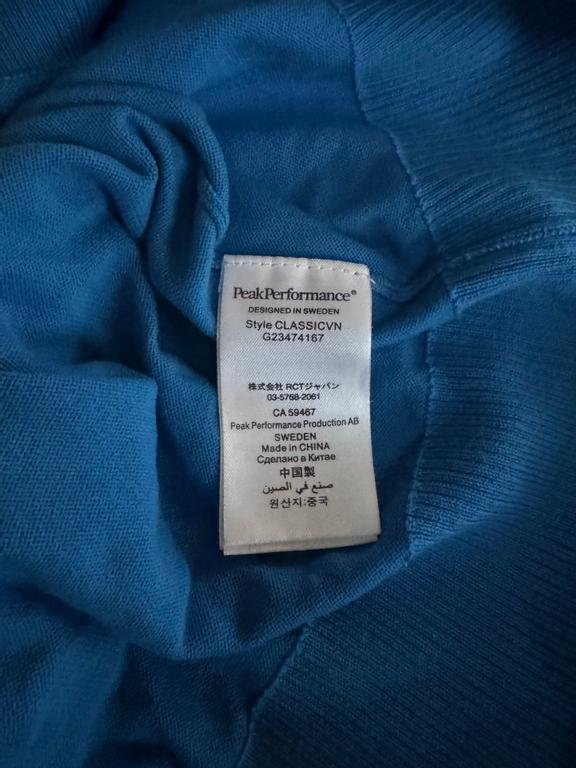 PeakPerformance®
DESIGNED IN SWEDEN
Style CLASSICVN
G23474167
株式会社 RCTジャパン
03-5768-2061
CA 59467
Peak Performance Production AB
SWEDEN
Made in CHINA
Сделано в Китае
中国製
صنع في الصين
원산지:중국